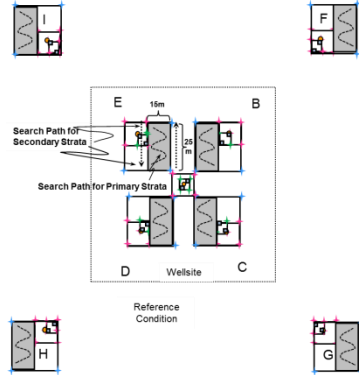 I
F
E
15m
B
Search Path for
Secondary Strata
25
m
Search Path for Primary Strata
D
Wellsite
C
Reference
Condition
H
G